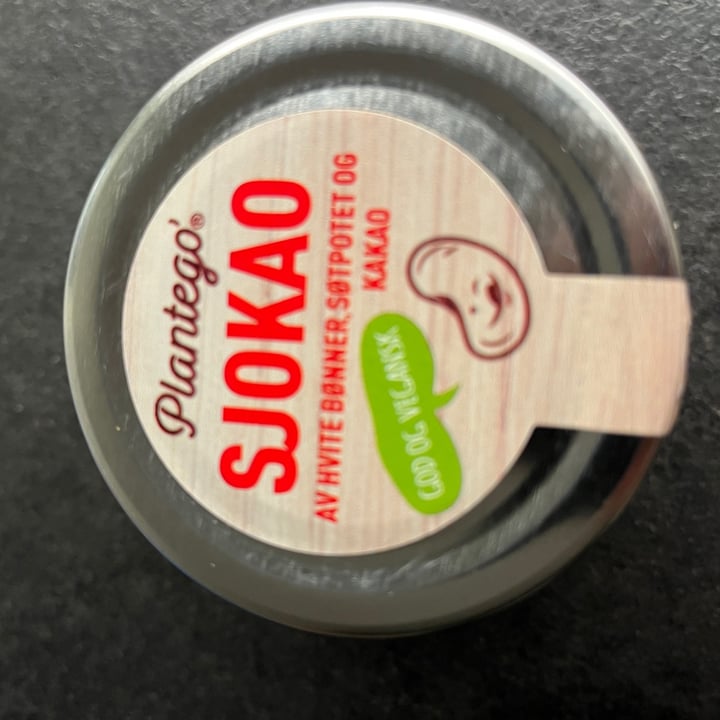 Plantego'®
SJOKAO
AV HVITE BØNNER, SØTPOTET OG
KAKAO
GOD OG VEGANSK